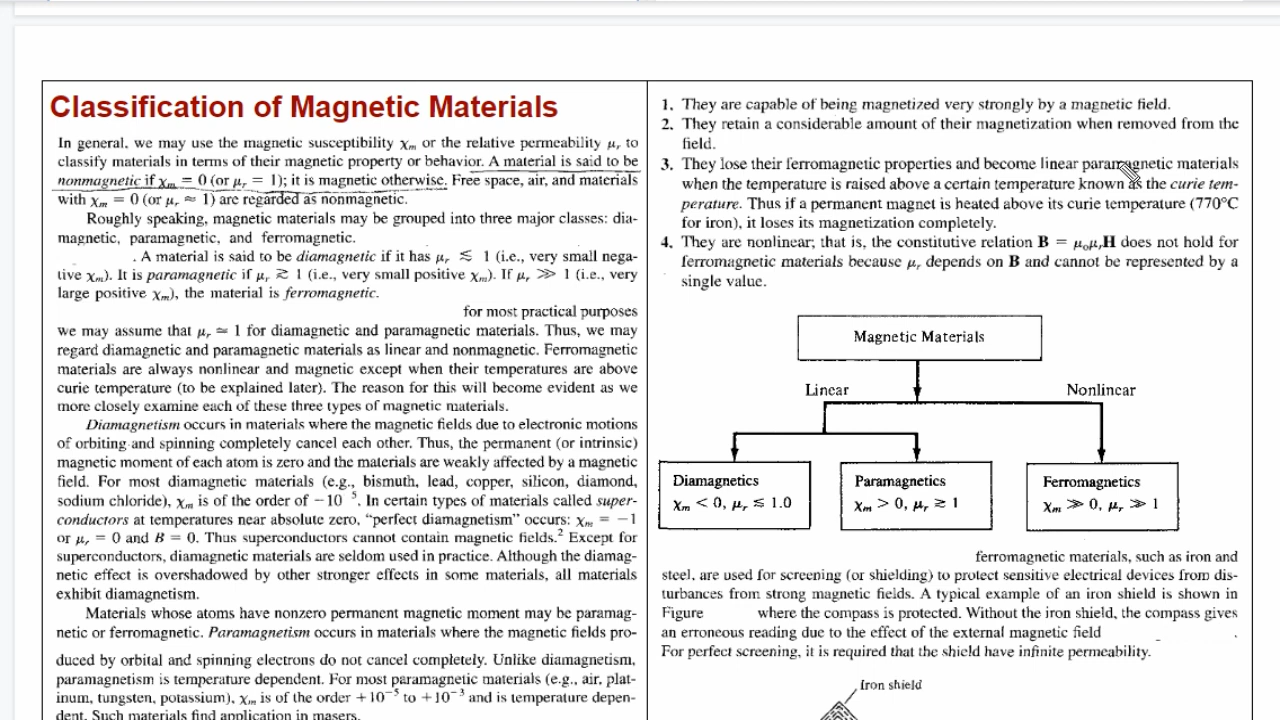 Classification of Magnetic Materials
In general, we may use the magnetic susceptibility χm or the relative permeability μr to
classify materials in terms of their magnetic property or behavior. A material is said to be
nonmagnetic if χm = 0 (or μr = 1); it is magnetic otherwise. Free space, air, and materials
with χm = 0 (or μr ≈ 1) are regarded as nonmagnetic.
Roughly speaking, magnetic materials may be grouped into three major classes: dia-
magnetic, paramagnetic, and ferromagnetic.
. A material is said to be diamagnetic if it has μr ≲ 1 (i.e., very small nega-
tive χm). It is paramagnetic if μr ≳ 1 (i.e., very small positive χm). If μr ≫ 1 (i.e., very
large positive χm), the material is ferromagnetic.
for most practical purposes
we may assume that μr ≃ 1 for diamagnetic and paramagnetic materials. Thus, we may
regard diamagnetic and paramagnetic materials as linear and nonmagnetic. Ferromagnetic
materials are always nonlinear and magnetic except when their temperatures are above
curie temperature (to be explained later). The reason for this will become evident as we
more closely examine each of these three types of magnetic materials.
Diamagnetism occurs in materials where the magnetic fields due to electronic motions
of orbiting and spinning completely cancel each other. Thus, the permanent (or intrinsic)
magnetic moment of each atom is zero and the materials are weakly affected by a magnetic
field. For most diamagnetic materials (e.g., bismuth, lead, copper, silicon, diamond,
sodium chloride), χm is of the order of −10 5. In certain types of materials called super-
conductors at temperatures near absolute zero, “perfect diamagnetism” occurs: χm = −1
or μr = 0 and B = 0. Thus superconductors cannot contain magnetic fields.2 Except for
superconductors, diamagnetic materials are seldom used in practice. Although the diamag-
netic effect is overshadowed by other stronger effects in some materials, all materials
exhibit diamagnetism.
Materials whose atoms have nonzero permanent magnetic moment may be paramag-
netic or ferromagnetic. Paramagnetism occurs in materials where the magnetic fields pro-
duced by orbital and spinning electrons do not cancel completely. Unlike diamagnetism,
paramagnetism is temperature dependent. For most paramagnetic materials (e.g., air, plat-
inum, tungsten, potassium), χm is of the order +10−5 to +10−3 and is temperature depen-
dent. Such materials find application in masers.
1. They are capable of being magnetized very strongly by a magnetic field.
2. They retain a considerable amount of their magnetization when removed from the
field.
3. They lose their ferromagnetic properties and become linear paramagnetic materials
when the temperature is raised above a certain temperature known as the curie tem-
perature. Thus if a permanent magnet is heated above its curie temperature (770°C
for iron), it loses its magnetization completely.
4. They are nonlinear; that is, the constitutive relation B = μoμrH does not hold for
ferromagnetic materials because μr depends on B and cannot be represented by a
single value.
Magnetic Materials
Linear Nonlinear
Diamagnetics
χm < 0, μr ≲ 1.0
Paramagnetics
χm > 0, μr ≳ 1
Ferromagnetics
χm ≫ 0, μr ≫ 1
ferromagnetic materials, such as iron and
steel, are used for screening (or shielding) to protect sensitive electrical devices from dis-
turbances from strong magnetic fields. A typical example of an iron shield is shown in
Figure where the compass is protected. Without the iron shield, the compass gives
an erroneous reading due to the effect of the external magnetic field .
For perfect screening, it is required that the shield have infinite permeability.
Iron shield